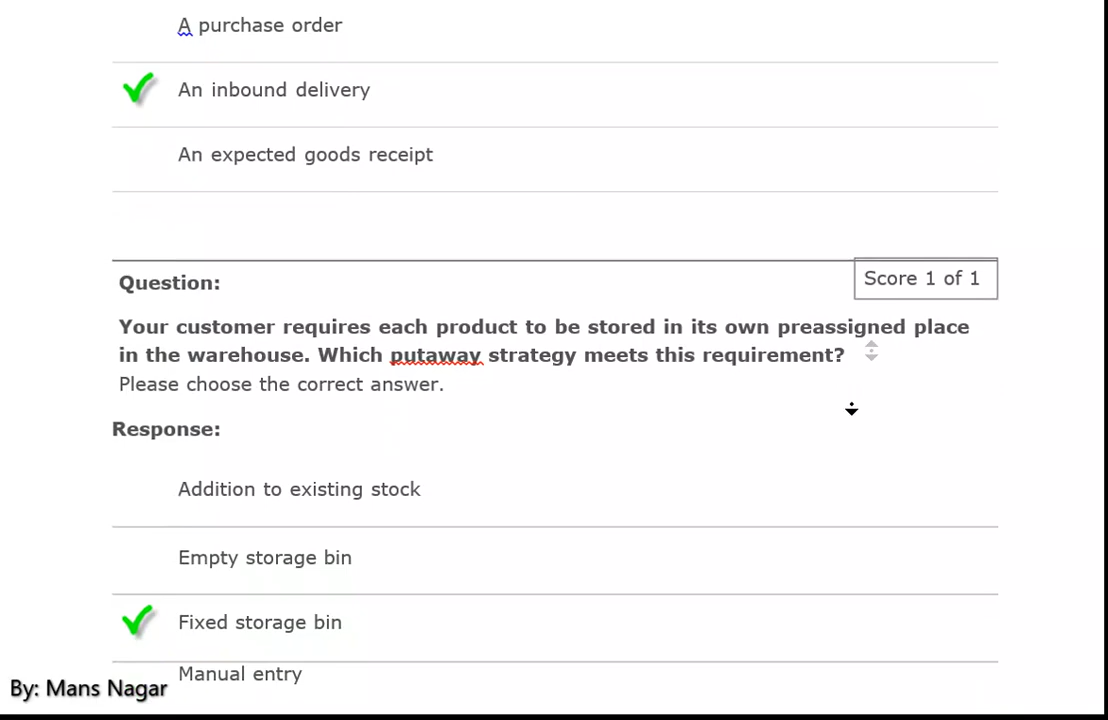 A purchase order
An inbound delivery
An expected goods receipt
Question:
Score 1 of 1
Your customer requires each product to be stored in its own preassigned place
in the warehouse. Which putaway strategy meets this requirement?
Please choose the correct answer.
Response:
Addition to existing stock
Empty storage bin
Fixed storage bin
Manual entry
By: Mans Nagar